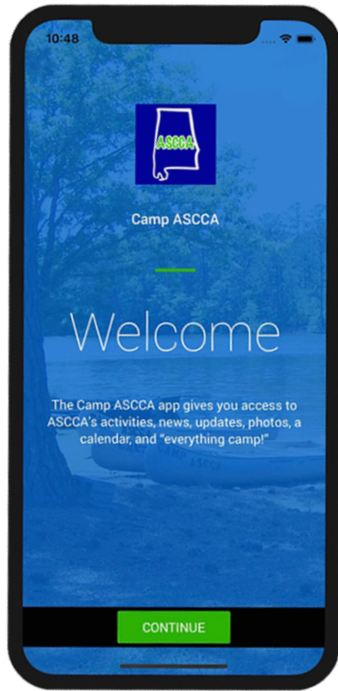 10:48
ASCCA
Camp ASCCA
Welcome
The Camp ASCCA app gives you access to
ASCCA's activities, news, updates, photos, a
calendar, and "everything camp!"
CONTINUE